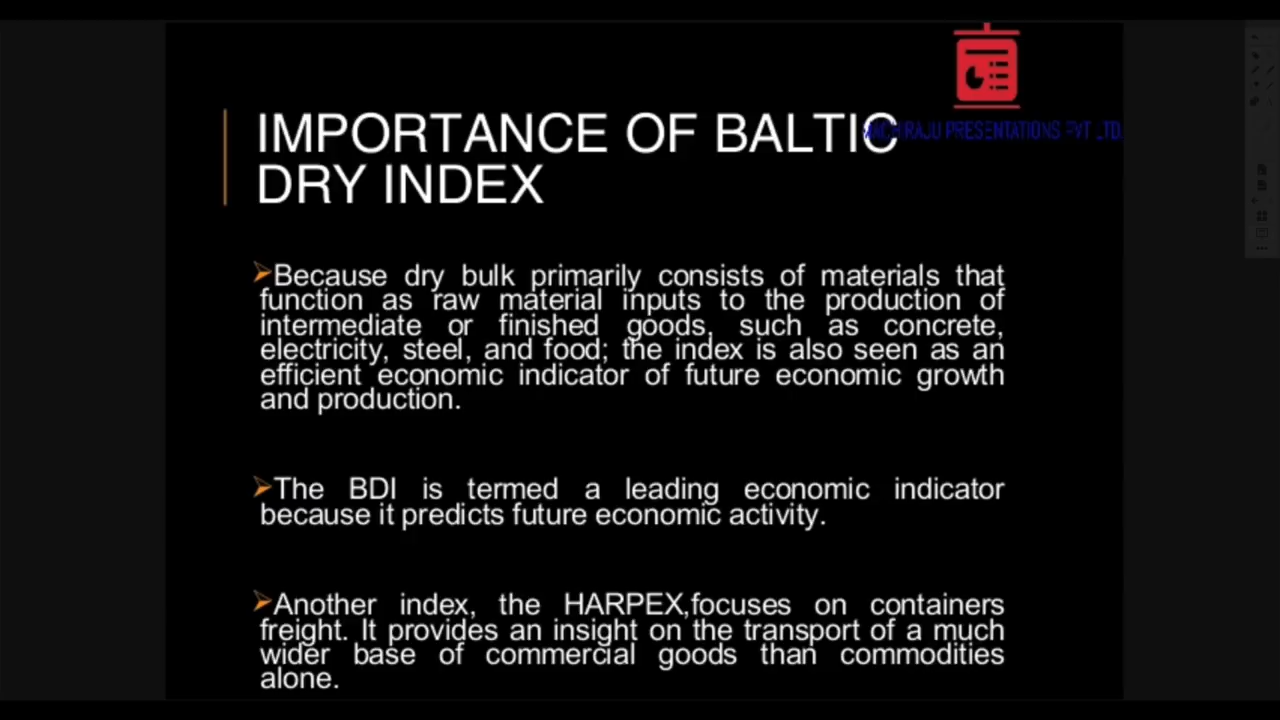 IMPORTANCE OF BALTIC
DRY INDEX
RAJU PRESENTATIONS PVT LTD
➢Because dry bulk primarily consists of materials that
function as raw material inputs to the production of
intermediate or finished goods, such as concrete,
electricity, steel, and food; the index is also seen as an
efficient economic indicator of future economic growth
and production.
➢The BDI is termed a leading economic indicator
because it predicts future economic activity.
➢Another index, the HARPEX,focuses on containers
freight. It provides an insight on the transport of a much
wider base of commercial goods than commodities
alone.